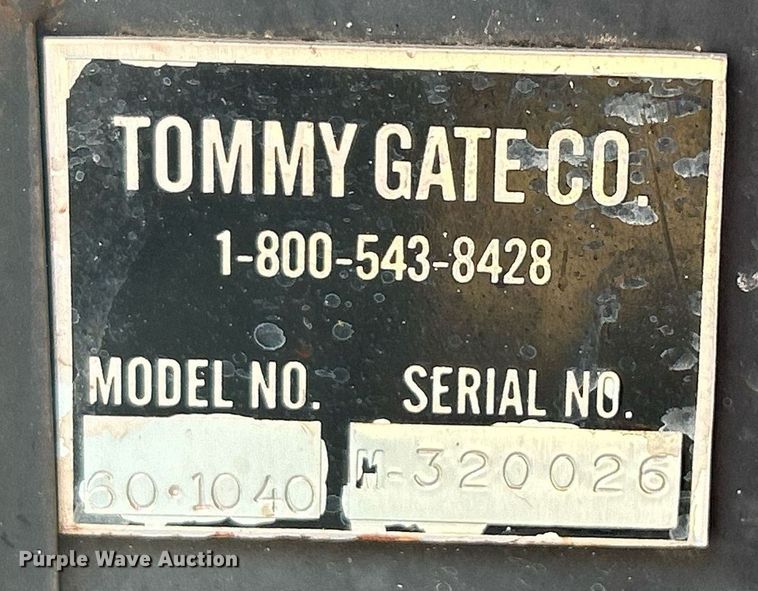 TOMMY GATE CO.
1-800-543-8428
MODEL NO. SERIAL NO.
60·1040 M-320026
Purple Wave Auction